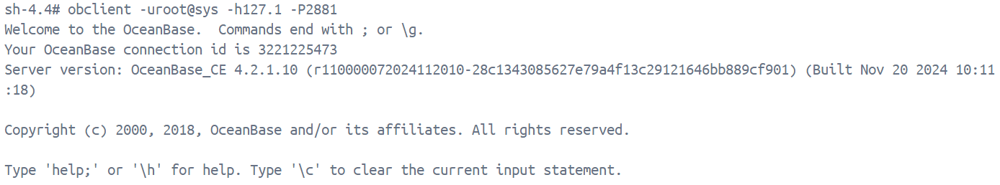 sh-4.4# obclient -uroot@sys -h127.1 -P2881
Welcome to the OceanBase.  Commands end with ; or \g.
Your OceanBase connection id is 3221225473
Server version: OceanBase_CE 4.2.1.10 (r110000072024112010-28c1343085627e79a4f13c29121646bb889cf901) (Built Nov 20 2024 10:11
:18)
Copyright (c) 2000, 2018, OceanBase and/or its affiliates. All rights reserved.
Type 'help;' or '\h' for help. Type '\c' to clear the current input statement.